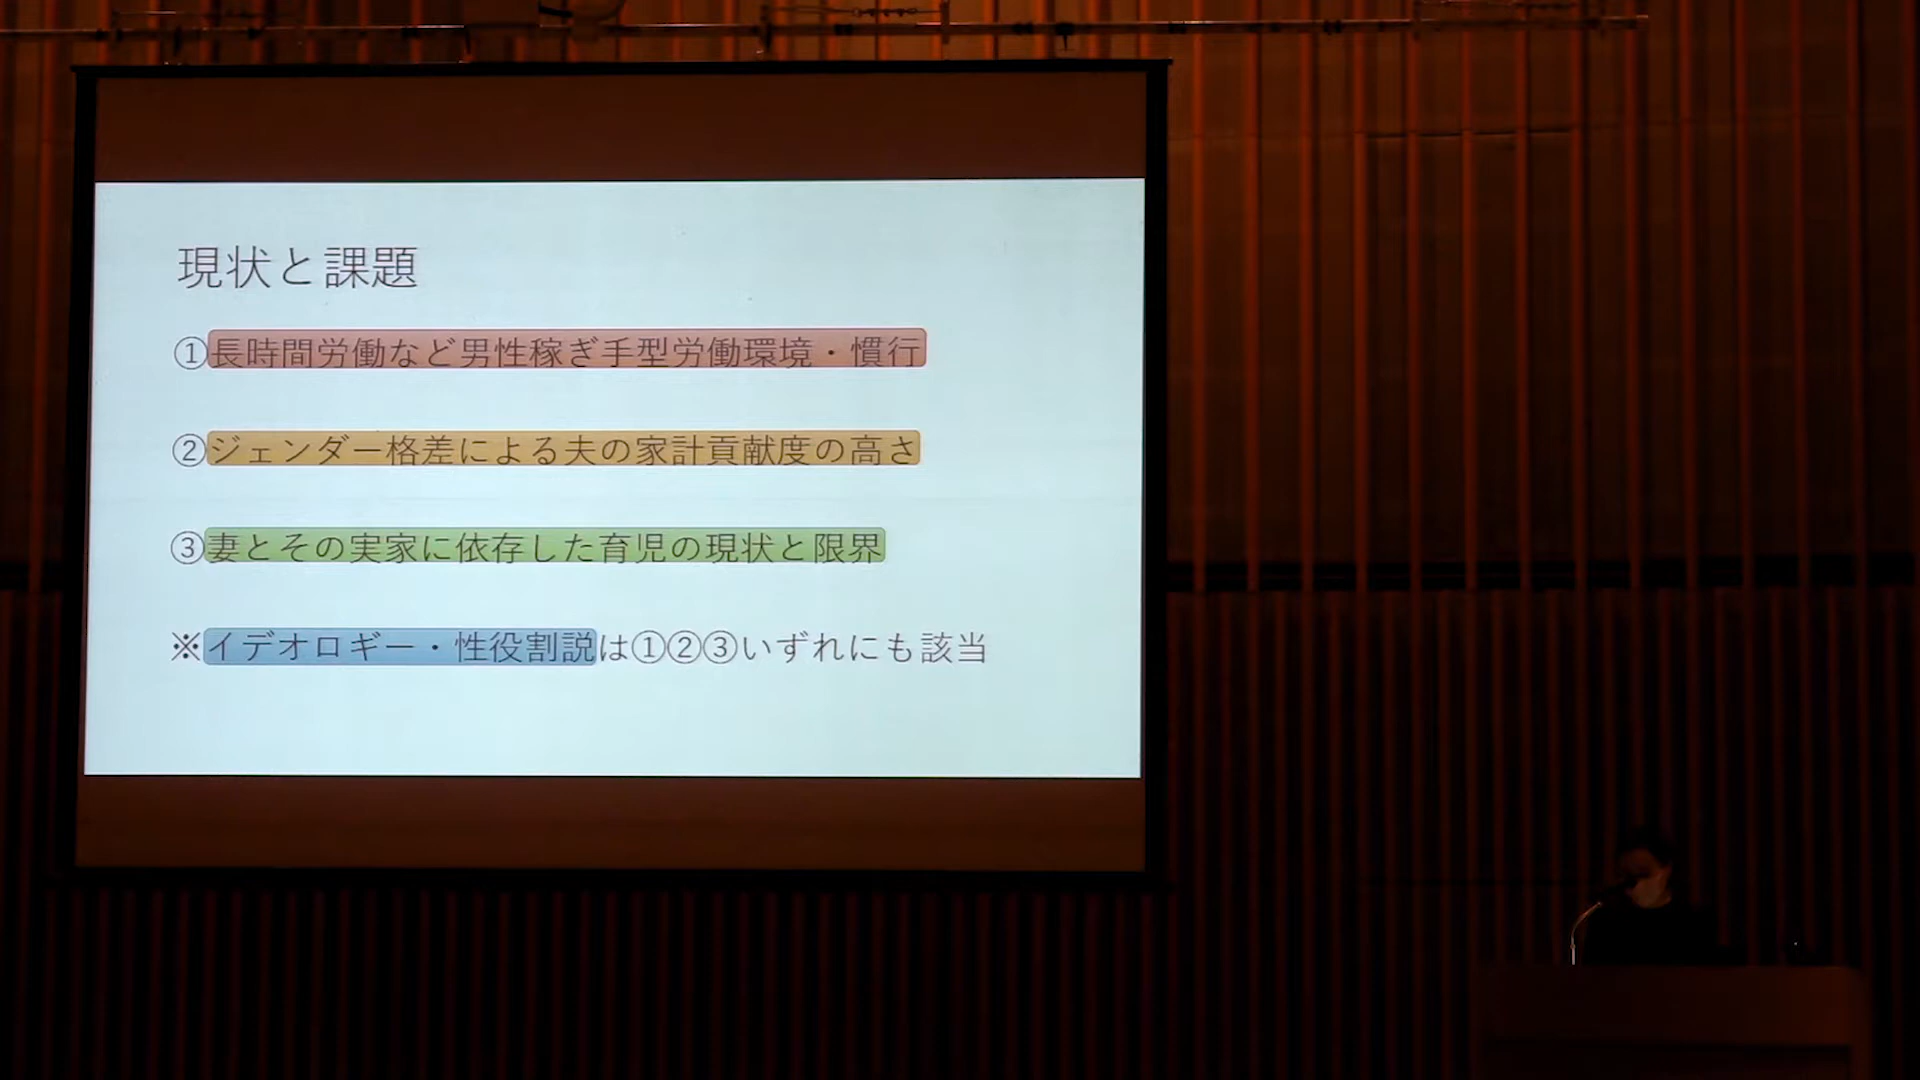 現状と課題
①長時間労働など男性稼ぎ手型労働環境・慣行
②ジェンダー格差による夫の家計貢献度の高さ
③妻とその実家に依存した育児の現状と限界
※イデオロギー・性役割説は①②③いずれにも該当